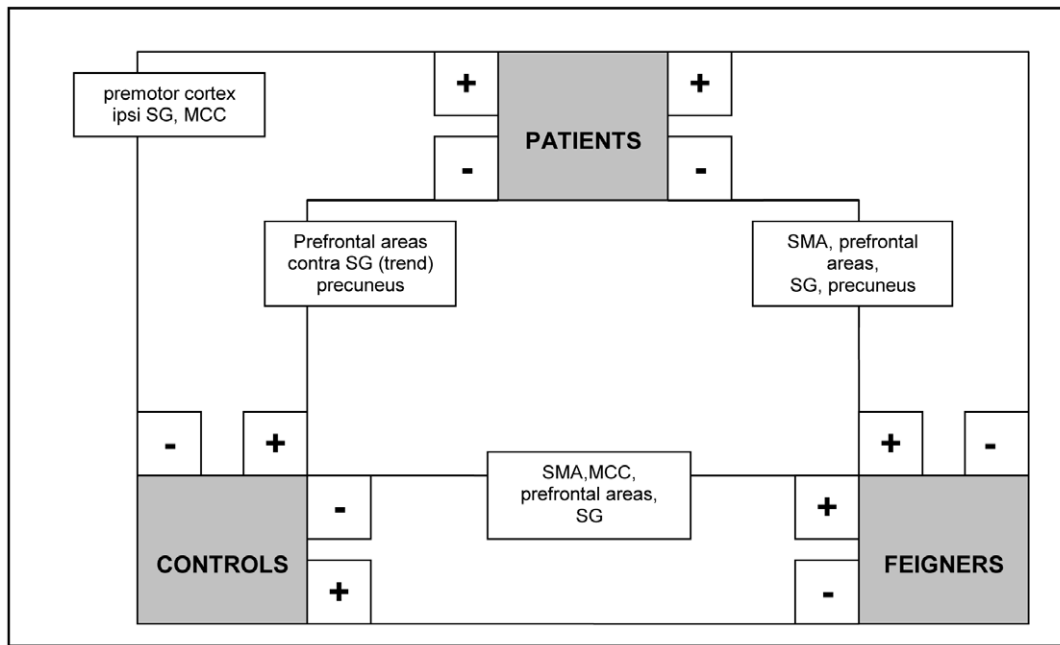 +
+
premotor cortex
ipsi SG, MCC
PATIENTS
-
-
Prefrontal areas
contra SG (trend)
precuneus
SMA, prefrontal
areas,
SG, precuneus
-
+
+
-
SMA,MCC,
prefrontal areas,
SG
-
+
CONTROLS
FEIGNERS
+
-